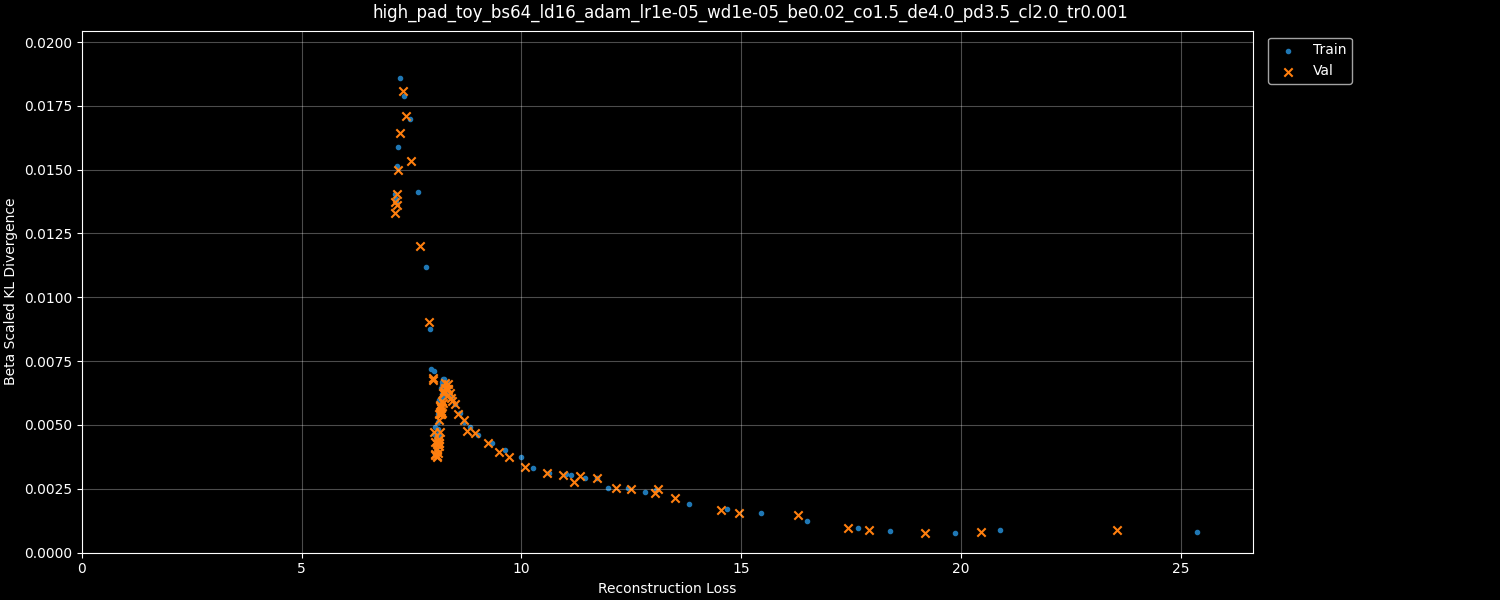 high_pad_toy_bs64_ld16_adam_lr1e-05_wd1e-05_be0.02_co1.5_de4.0_pd3.5_cl2.0_tr0.001
Train
Val
0.0200
0.0175
0.0150
0.0125
0.0100
0.0075
0.0050
0.0025
0.0000
Beta Scaled KL Divergence
0 5 10 15 20 25
Reconstruction Loss